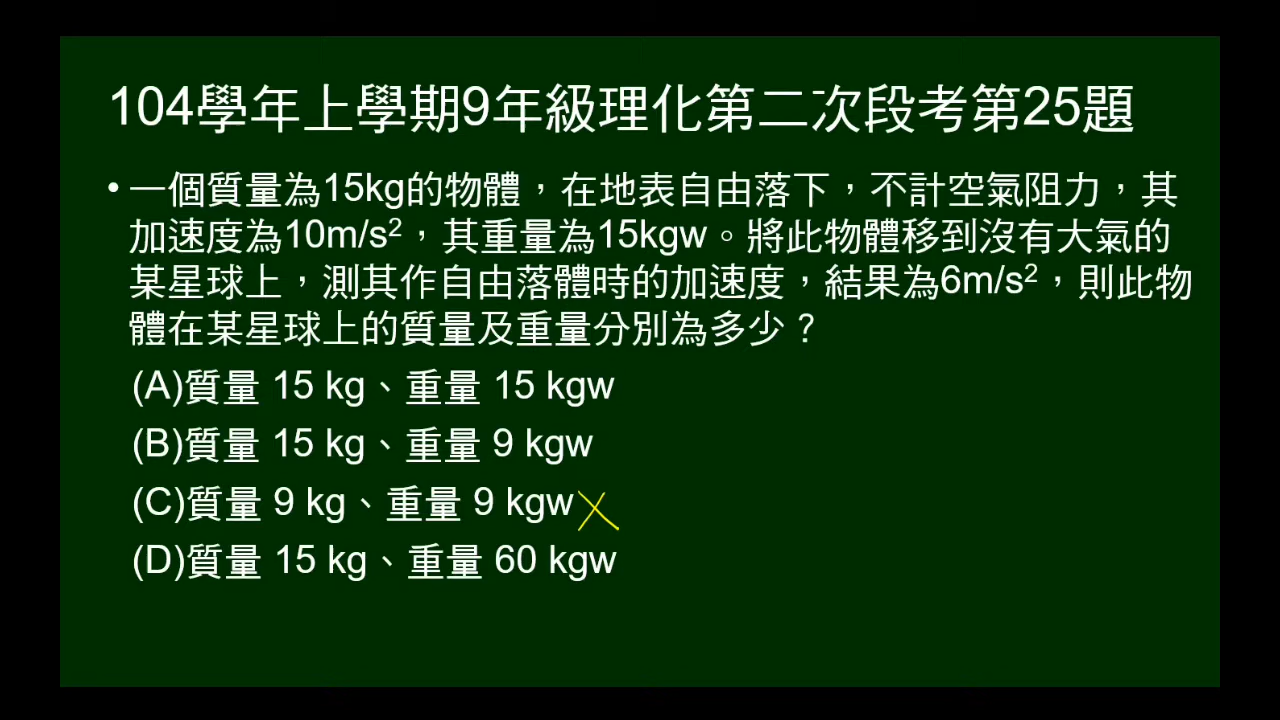 104學年上學期9年級理化第二次段考第25題
• 一個質量為15kg的物體，在地表自由落下，不計空氣阻力，其
加速度為10m/s²，其重量為15kgw。將此物體移到沒有大氣的
某星球上，測其作自由落體時的加速度，結果為6m/s²，則此物
體在某星球上的質量及重量分別為多少？
(A)質量 15 kg、重量 15 kgw
(B)質量 15 kg、重量 9 kgw
(C)質量 9 kg、重量 9 kgw
(D)質量 15 kg、重量 60 kgw